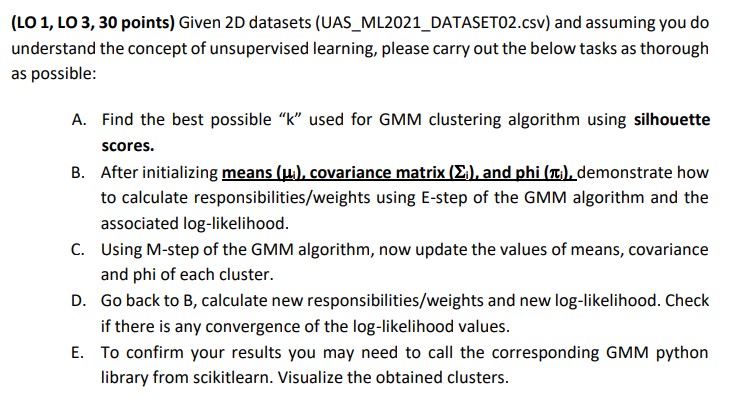 (LO 1, LO 3, 30 points) Given 2D datasets (UAS_ML2021_DATASET02.csv) and assuming you do
understand the concept of unsupervised learning, please carry out the below tasks as thorough
as possible:
A. Find the best possible “k” used for GMM clustering algorithm using silhouette
scores.
B. After initializing means (μᵢ), covariance matrix (Σᵢ), and phi (πᵢ), demonstrate how
to calculate responsibilities/weights using E-step of the GMM algorithm and the
associated log-likelihood.
C. Using M-step of the GMM algorithm, now update the values of means, covariance
and phi of each cluster.
D. Go back to B, calculate new responsibilities/weights and new log-likelihood. Check
if there is any convergence of the log-likelihood values.
E. To confirm your results you may need to call the corresponding GMM python
library from scikitlearn. Visualize the obtained clusters.